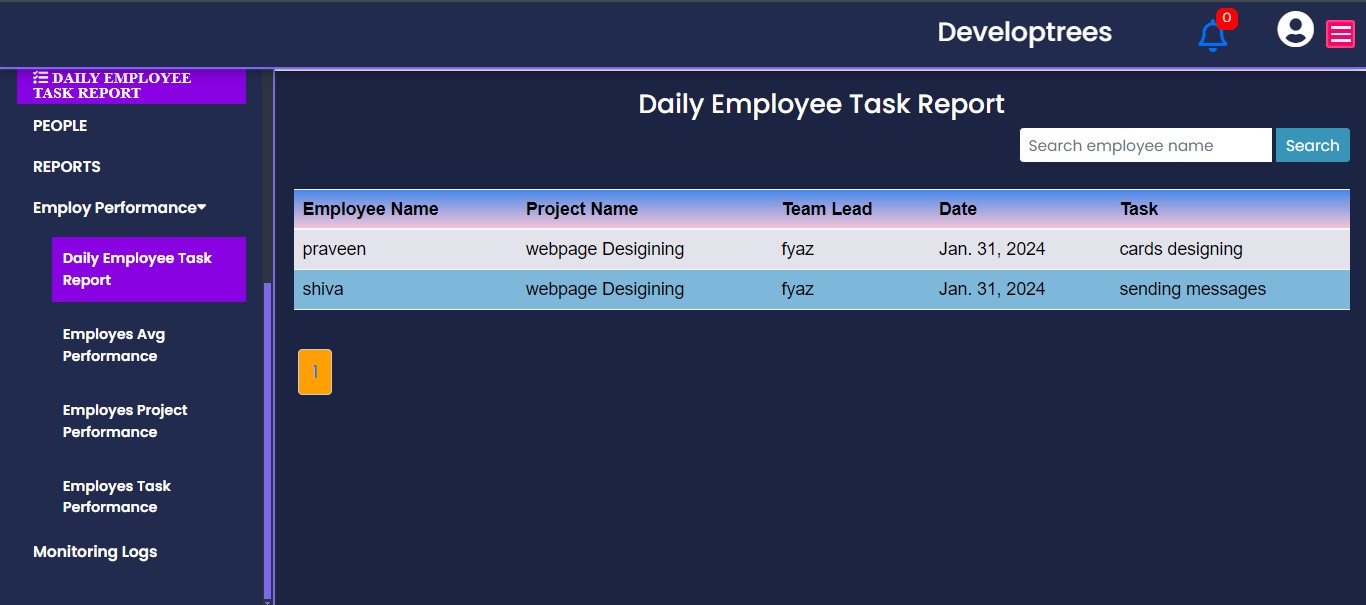 Developtrees
0
DAILY EMPLOYEE
TASK REPORT
PEOPLE
REPORTS
Employ Performance
Daily Employee Task
Report
Employes Avg
Performance
Employes Project
Performance
Employes Task
Performance
Monitoring Logs
Daily Employee Task Report
Search employee name Search
Employee Name Project Name Team Lead Date Task
praveen webpage Desigining fyaz Jan. 31, 2024 cards designing
shiva webpage Desigining fyaz Jan. 31, 2024 sending messages
1